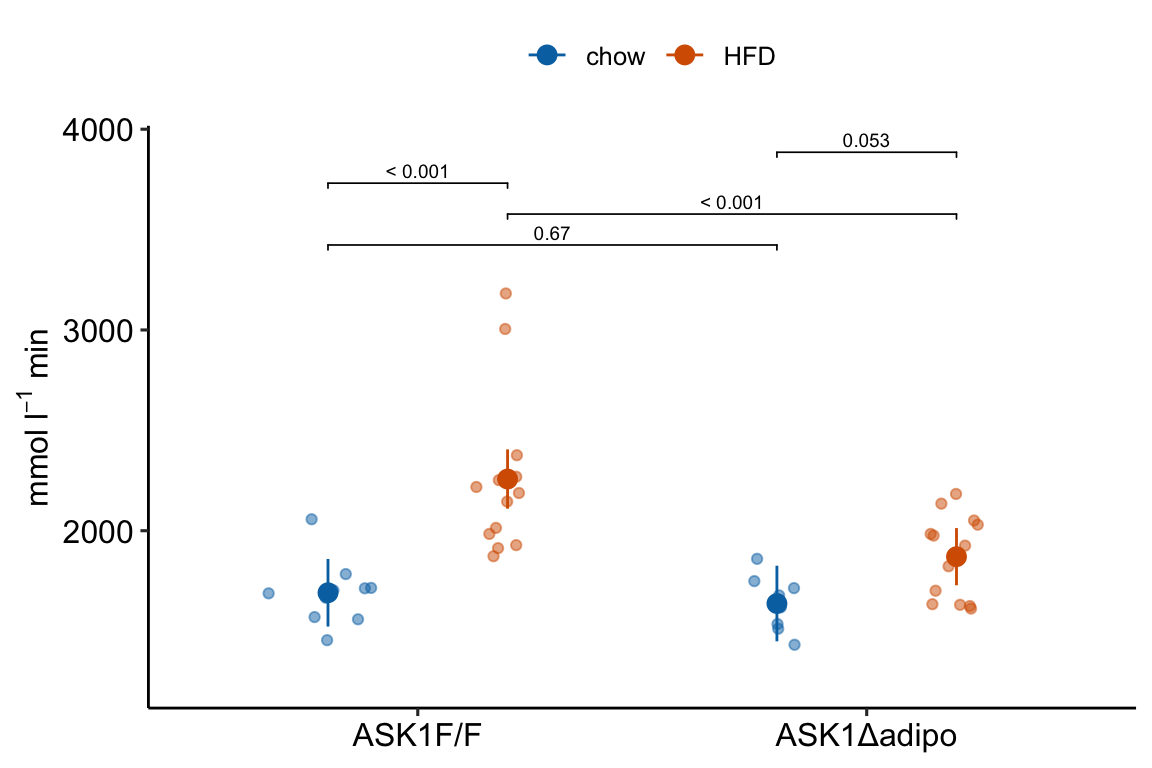 chow HFD
4000
0.053
< 0.001
< 0.001
0.67
3000
mmol l⁻¹ min
2000
ASK1F/F ASK1Δadipo